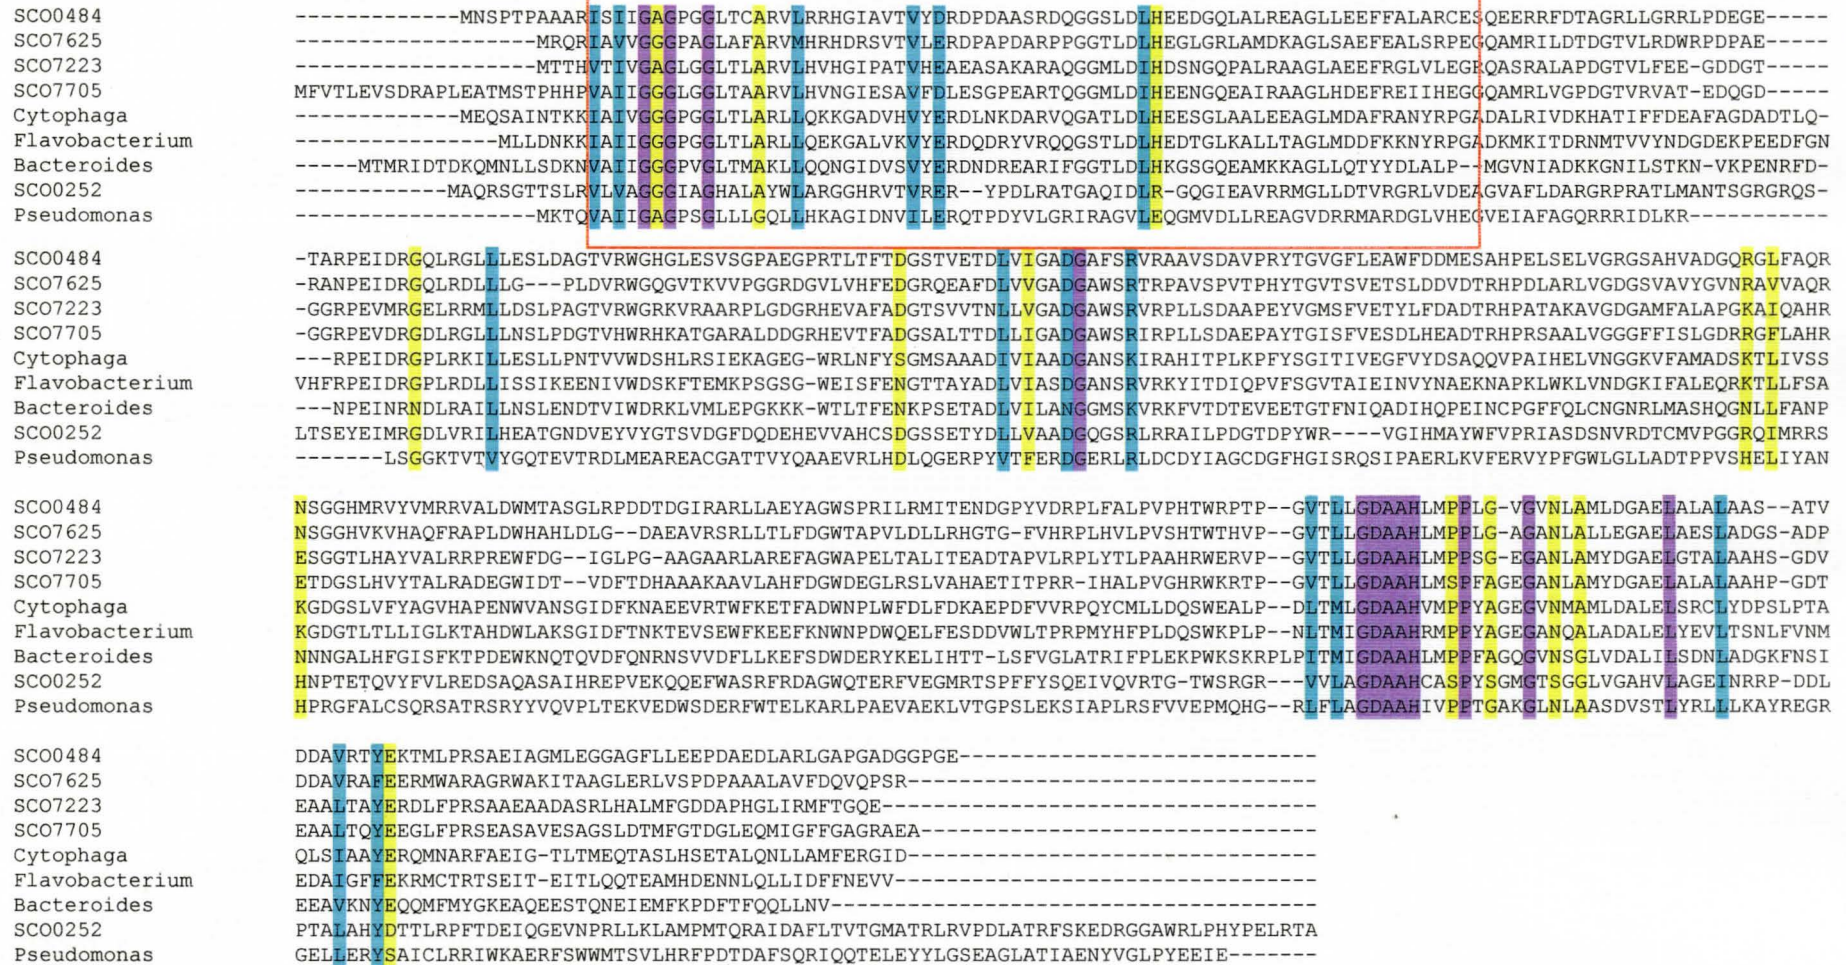 SCO0484 --------------MNSPTPAAARISIIGAGPGGLTCARVLRRHGIAVTVYDRDPDAASRDQGGSLDLHEEDGQLALREAGLLEEFFALARCESQEERRFDTAGRLLGRRLPDEGE-----
SCO7625 --------------------MRQRIAVVGGGPAGLAFARVMHRHDRSVTVLERDPAPDARPPGGTLDLHEGLGRLAMDKAGLSAEFEALSRPEGQAMRILDTDGTVLRDWRPDPAE-----
SCO7223 --------------------MTTHVTIVGAGLGGLTLARVLHVHGIPATVHEAEASAKARAQGGMLDIHDSNGQPALRAAGLAEEFRGLVLEGRQASRALAPDGTVLFEE-GDDGT-----
SCO7705 MFVTLEVSDRAPLEATMSTPHHPVAIIGGGLGGLTAARVLHVNGIESAVFDLESGPEARTQGGMLDIHEENGQEAIRAAGLHDEFREIIHEGGQAMRLVGPDGTVRVAT-EDQGD-----
Cytophaga --------------MEQSAINTKKIAIVGGGPGGLTLARLLQKKGADVHVYERDLNKDARVQGATLDLHEESGLAALEEAGLMDAFRANYRPGADALRIVDKHATIFFDEAFAGDADTLQ-
Flavobacterium -----------------MLLDNKKIAIIGGGPGGLTLARLLQEKGALVKVYERDQDRYVRQQGSTLDLHEDTGLKALLTAGLMDDFKKNYRPGADKMKITDRNMTVVYNDGDEKPEEDFGN
Bacteroides -----MTMRIDTDKQMNLLSDNKNVAIIGGGPVGLTMAKLLQQNGIDVSVYERDNDREARIFGGTLDLHKGSGQEAMKKAGLLQTYYDLALP--MGVNIADKKGNILSTKN-VKPENRFD-
SCO0252 ------------MAQRSGTTSLRVLVAGGGIAGHALAYWLARGGHRVTVRER--YPDLRATGAQIDLR-GQGIEAVRRMGLLDTVRGRLVDEAGVAFLDARGRPRATLMANTSGRGRQS-
Pseudomonas -------------------MKTQVAIIGAGPSGLLLGQLLHKAGIDNVILERQTPDYVLGRIRAGVLEQGMVDLLREAGVDRRMARDGLVHEGVEIAFAGQRRRIDLKR-----------
SCO0484 -TARPEIDRGQLRGLLLESLDAGTVRWGHGLESVSGPAEGPRTLTFTDGSTVETDLVIGADGAFSRVRAAVSDAVPRYTGVGFLEAWFDDMESAHPELSELVGRGSAHVADGQRGLFAQR
SCO7625 -RANPEIDRGQLRDLLLG---PLDVRWGQGVTKVVPGGRDGVLVHFEDGRQEAFDLVVGADGAWSRTRPAVSPVTPHYTGVTSVETSLDDVDTRHPDLARLVGDGSVAVYGVNRAVVAQR
SCO7223 -GGRPEVMRGELRRMLLDSLPAGTVRWGRKVRAARPLGDDGRHEVAFADGTSVVTNLLVGADGAWSRVRPLLSDAAPEYVGMSFVETYLFDADTRHPATAKAVGDGAMFALAPGKAIQAHR
SCO7705 -GGRPEVDRGDLRGLLLNSLPDGTVHWRHKATGARALDDGRHEVTFADGSALTTDLLIGADGAWSRIRPLLSDAEPAYTGISFVESDLHEADTRHPRSAALVGGGFFISLGDRRGFLAHR
Cytophaga ---RPEIDRGPLRKILLESLLPNTVVWDSHLRSIEKAGEG-WRLNFYSGMSAAADIVIAADGANSKIRAHITPLKPFYSGITIVEGFVYDSAQQVPAIHELVNGGKVFAMADSKTLIVSS
Flavobacterium VHFRPEIDRGPLRDLLISSIKEENIVWDSKFTEMKPSGSG-WEISFENGTTAYADLVIASDGANSRVRKYITDIQPVFSGVTAIEINVYNAEKNAPKLWKLVNDGKIFALEQRKTLLFSA
Bacteroides ---NPEINRNDLRAILLNSLENDTVIWDRKLVMLEPGKKK-WTLTFENKPSETADLVILANGGMSKVRKFVTDTEVEETGTFNIQADIHQPEINCPGFFQLCNGNRLMASHQGNLLFANP
SCO0252 LTSEYEIMRGDLVRILHEATGNDVEYVYGTSVDGFDQDEHEVVAHCSDGSSETYDLLVAADGQGSRLRRAILPDGTDPYWR----VGIHMAYWFVPRIASDSNVRDTCMVPGGRQIMRRS
Pseudomonas -------LSGGKTVTVYGQTEVTRDLMEAREACGATTVYQAAEVRLHDLQGERPYVTFERDGERLRLDCDYIAGCDGFHGISRQSIPAERLKVFERVYPFGWLGLLADTPPVSHELIYAN
SCO0484 NSGGHMRVYVMRRVALDWMTASGLRPDDTDGIRARLLAEYAGWSPRILRMITENDGPYVDRPLFALPVPHTWRPTP--GVTLLGDAAHLMPPLG-VGVNLAMLDGAELALALAAS--ATV
SCO7625 NSGGHVKVHAQFRAPLDWHAHLDLG--DAEAVRSRLLTLFDGWTAPVLDLLRHGTG-FVHRPLHVLPVSHTWTHVP--GVTLLGDAAHLMPPLG-AGANLALLEGAELAESLADGS-ADP
SCO7223 ESGGTLHAYVALRRPREWFDG--IGLPG-AAGAARLAREFAGWAPELTALITEADTAPVLRPLYTLPAAHRWERVP--GVTLLGDAAHLMPPSG-EGANLAMYDGAELGTALAAHS-GDV
SCO7705 ETDGSLHVYTALRADEGWIDT--VDFTDHAAAKAAVLAHFDGWDEGLRSLVAHAETITPRR-IHALPVGHRWKRTP--GVTLLGDAAHLMSPFAGEGANLAMYDGAELALALAAHP-GDT
Cytophaga KGDGSLVFYAGVHAPENWVANSGIDFKNAEEVRTWFKETFADWNPLWFDLFDKAEPDFVVRPQYCMLLDQSWEALP--DLTMLGDAAHVMPPYAGEGVNMAMLDALELSRCLYDPSLPTA
Flavobacterium KGDGTLTLLIGLKTAHDWLAKSGIDFTNKTEVSEWFKEEFKNWNPDWQELFESDDVWLTPRPMYHFPLDQSWKPLP--NLTMIGDAAHRMPPYAGEGANQALADALELYEVLTSNLFVNM
Bacteroides NNNGALHFGISFKTPDEWKNQTQVDFQNRNSVVDFLLKEFSDWDERYKELIHTT-LSFVGLATRIFPLEKPWKSKRPLPITMIGDAAHLMPPFAGQGVNSGLVDALILSDNLADGKFNSI
SCO0252 HNPTETQVYFVLREDSAQASAIHREPVEKQQEFWASRFRDAGWQTERFVEGMRTSPFFYSQEIVQVRTG-TWSRGR---VVLAGDAAHCASPYSGMGTSGGLVGAHVLAGEINRRP-DDL
Pseudomonas HPRGFALCSQRSATRSRYYVQVPLTEKVEDWSDERFWTELKARLPAEVAEKLVTGPSLEKSIAPLRSFVVEPMQHG--RLFLAGDAAHIVPPTGAKGLNLAASDVSTLYRLLLKAYREGR
SCO0484 DDAVRTYEKTMLPRSAEIAGMLEGGAGFLLEEPDAEDLARLGAPGADGGPGE----------------------------
SCO7625 DDAVRAFEERMWARAGRWAKITAAGLERLVSPDPAAALAVFDQVQPSR--------------------------------
SCO7223 EAALTAYERDLFPRSAAEAADASRLHALMFGDDAPHGLIRMFTGQE----------------------------------
SCO7705 EAALTQYEEGLFPRSEASAVESAGSLDTMFGTDGLEQMIGFFGAGRAEA-------------------------------
Cytophaga QLSIAAYERQMNARFAEIG-TLTMEQTASLHSETALQNLLAMFERGID--------------------------------
Flavobacterium EDAIGFFEKRMCTRTSEIT-EITLQQTEAMHDENNLQLLIDFFNEVV---------------------------------
Bacteroides EEAVKNYEQQMFMYGKEAQEESTQNEIEMFKPDFTFQQLLNV--------------------------------------
SCO0252 PTALAHYDTTLRPFTDEIQGEVNPRLLKLAMPMTQRAIDAFLTVTGMATRLRVPDLATRFSKEDRGGAWRLPHYPELRTA
Pseudomonas GELLERYSAICLRRIWKAERFSWWMTSVLHRFPDTDAFSQRIQQTELEYYLGSEAGLATIAENYVGLPYEEIE-------